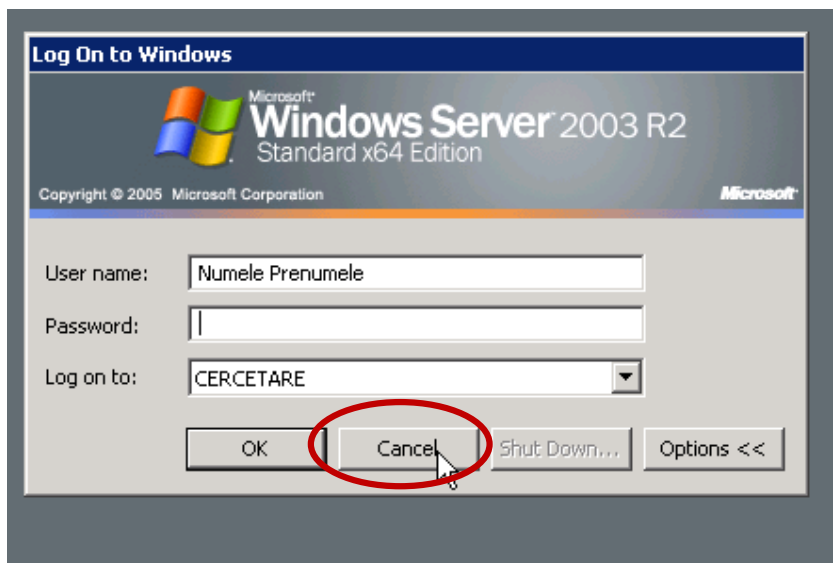 Log On to Windows
Microsoft
Windows Server 2003 R2
Standard x64 Edition
Copyright © 2005 Microsoft Corporation Microsoft
User name: Numele Prenumele
Password:
Log on to: CERCETARE
OK Cancel Shut Down... Options <<